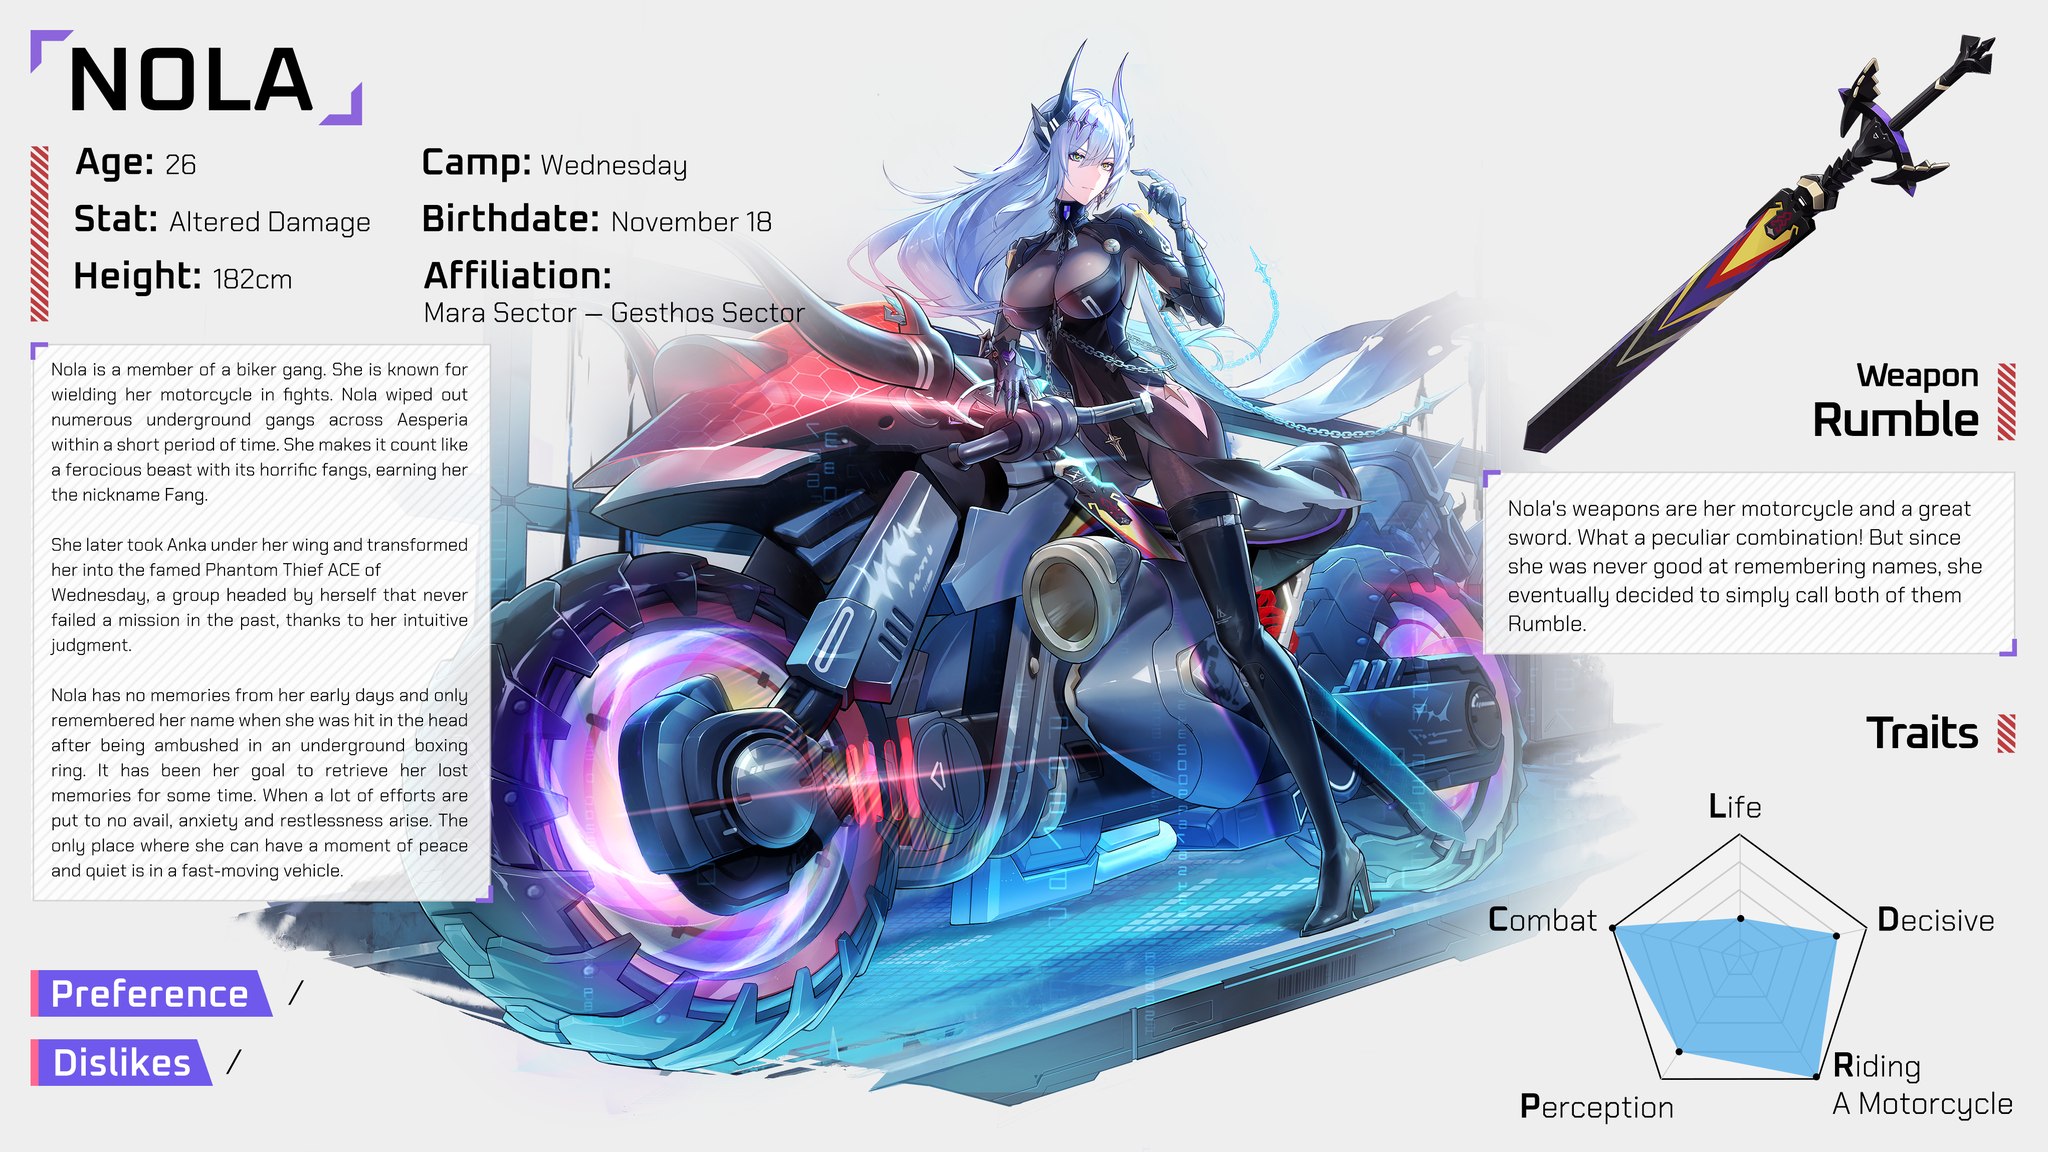 NOLA
Age: 26
Stat: Altered Damage
Height: 182cm
Camp: Wednesday
Birthdate: November 18
Affiliation:
Mara Sector – Gesthos Sector
Nola is a member of a biker gang. She is known for
wielding her motorcycle in fights. Nola wiped out
numerous underground gangs across Aesperia
within a short period of time. She makes it count like
a ferocious beast with its horrific fangs, earning her
the nickname Fang.
She later took Anka under her wing and transformed
her into the famed Phantom Thief ACE of
Wednesday, a group headed by herself that never
failed a mission in the past, thanks to her intuitive
judgment.
Nola has no memories from her early days and only
remembered her name when she was hit in the head
after being ambushed in an underground boxing
ring. It has been her goal to retrieve her lost
memories for some time. When a lot of efforts are
put to no avail, anxiety and restlessness arise. The
only place where she can have a moment of peace
and quiet is in a fast-moving vehicle.
Preference /
Dislikes /
Weapon
Rumble
Nola's weapons are her motorcycle and a great
sword. What a peculiar combination! But since
she was never good at remembering names, she
eventually decided to simply call both of them
Rumble.
Traits
Life
Combat
Decisive
Riding
A Motorcycle
Perception